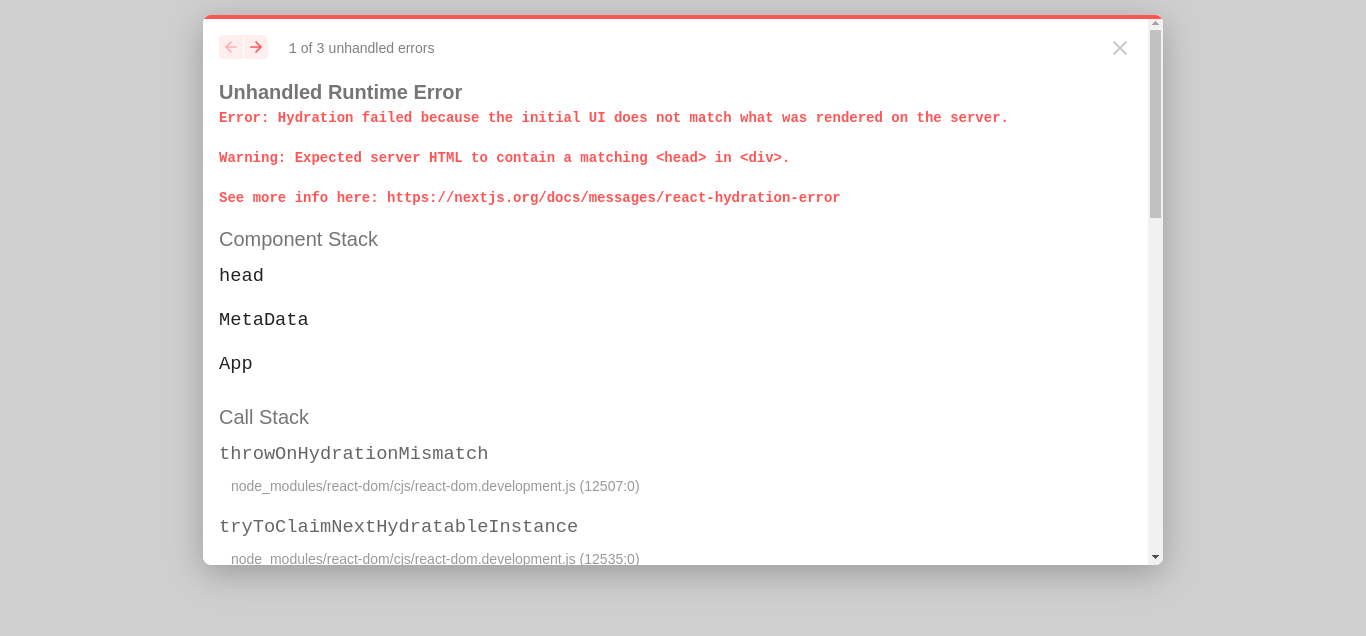 1 of 3 unhandled errors
Unhandled Runtime Error
Error: Hydration failed because the initial UI does not match what was rendered on the server.
Warning: Expected server HTML to contain a matching <head> in <div>.
See more info here: https://nextjs.org/docs/messages/react-hydration-error
Component Stack
head
MetaData
App
Call Stack
throwOnHydrationMismatch
node_modules/react-dom/cjs/react-dom.development.js (12507:0)
tryToClaimNextHydratableInstance
node_modules/react-dom/cjs/react-dom.development.js (12535:0)